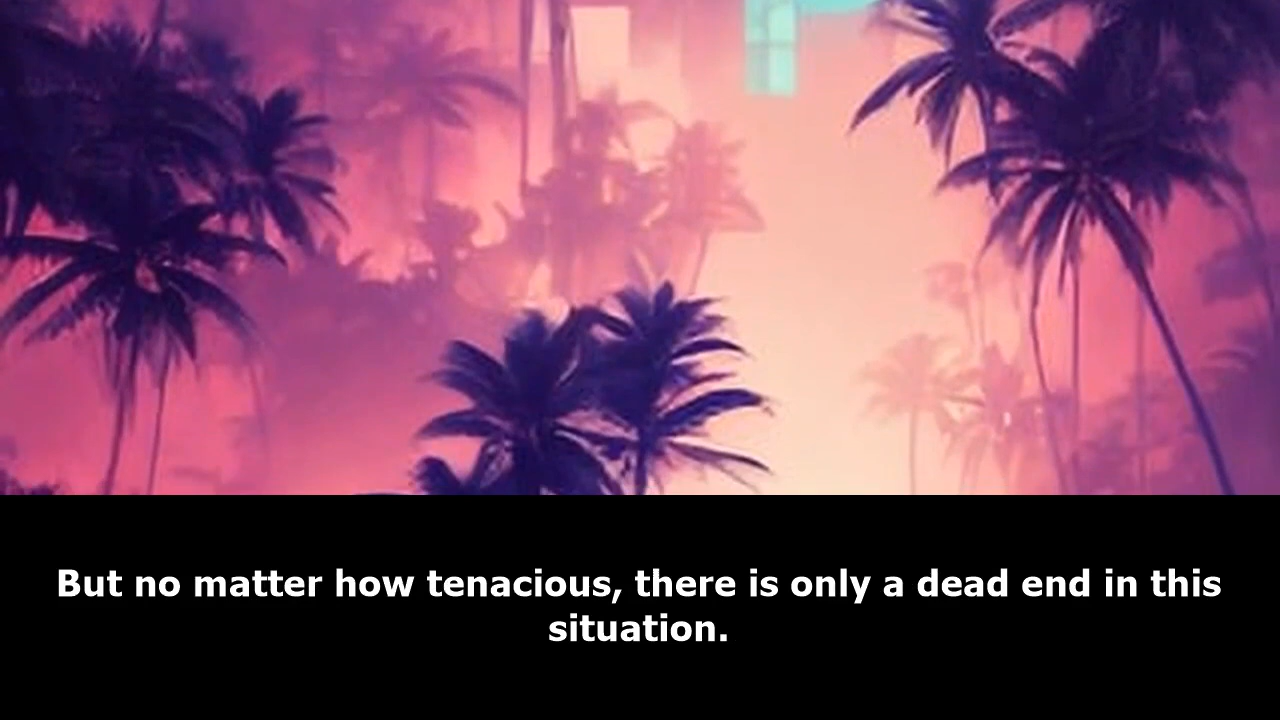 But no matter how tenacious, there is only a dead end in this
situation.